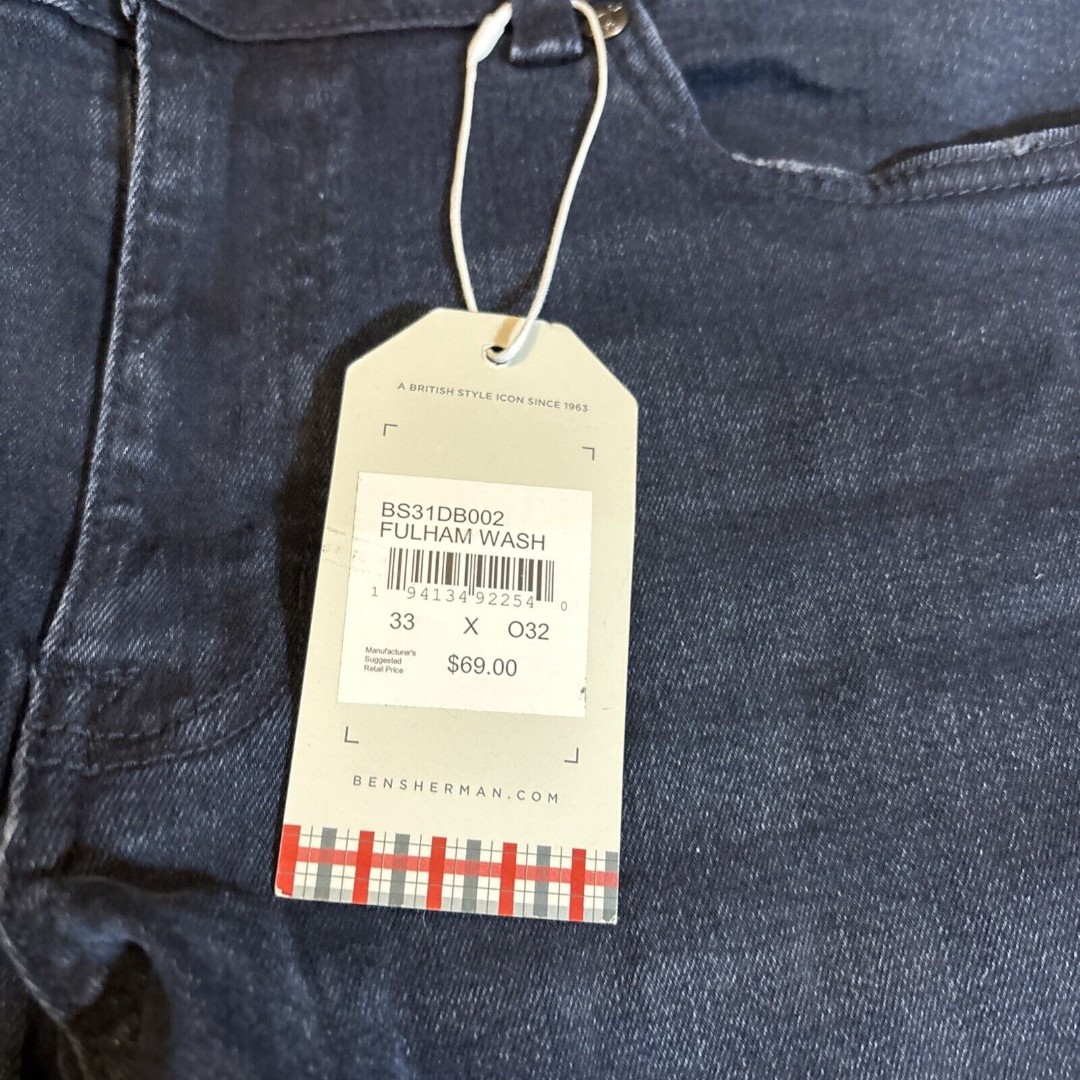 A BRITISH STYLE ICON SINCE 1963
BS31DB002
FULHAM WASH
1 94134 92254 0
33 X O32
Manufacturer's
Suggested
Retail Price
$69.00
BENSHERMAN.COM